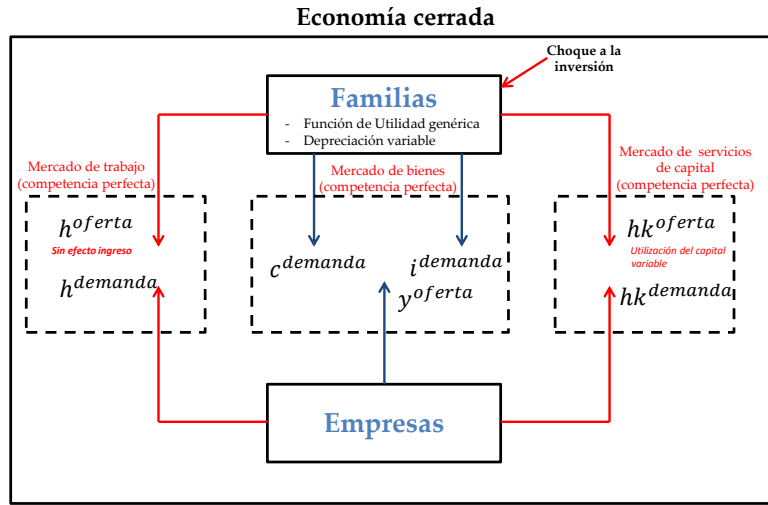 Economía cerrada
Choque a la
inversión
Familias
- Función de Utilidad genérica
- Depreciación variable
Mercado de trabajo
(competencia perfecta)
Mercado de bienes
(competencia perfecta)
Mercado de servicios
de capital
(competencia perfecta)
h^oferta
Sin efecto ingreso
h^demanda
c^demanda
i^demanda
y^oferta
hk^oferta
Utilización del capital
variable
hk^demanda
Empresas